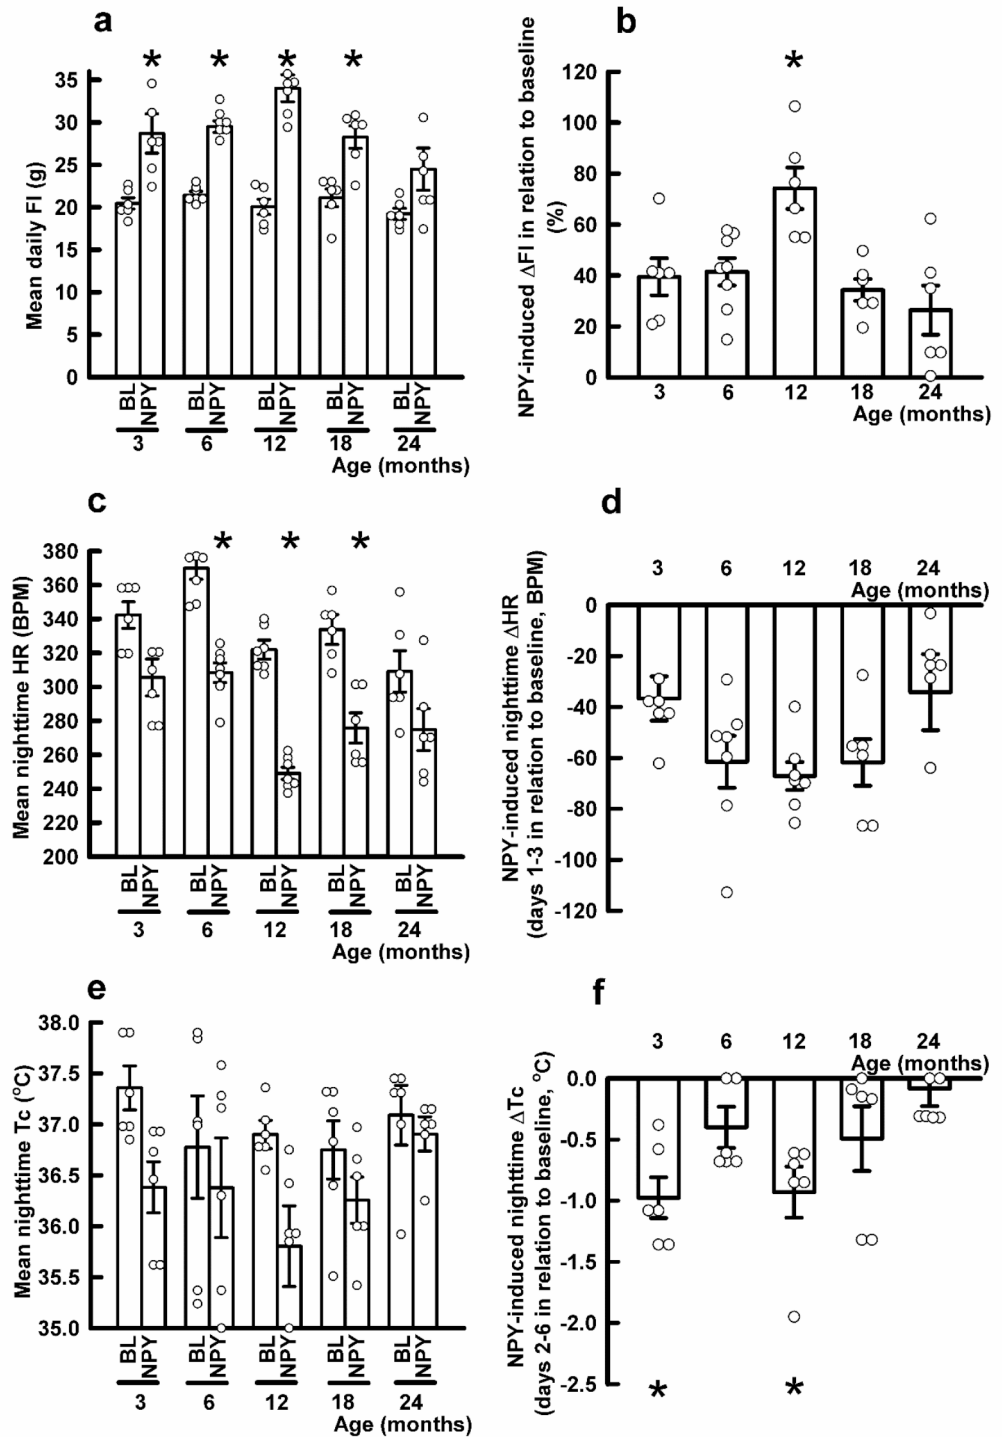 a
*
*
*
*
Mean daily FI (g)
35
30
25
20
15
10
5
0
BL
NPY
BL
NPY
BL
NPY
BL
NPY
BL
NPY
3
6
12
18
24
Age (months)
b
*
NPY-induced ΔFI in relation to baseline
(%)
120
100
80
60
40
20
0
3
6
12
18
24
Age (months)
c
*
*
*
Mean nighttime HR (BPM)
380
360
340
320
300
280
260
240
220
200
BL
NPY
BL
NPY
BL
NPY
BL
NPY
BL
NPY
3
6
12
18
24
Age (months)
d
NPY-induced nighttime ΔHR
(days 1-3 in relation to baseline, BPM)
3
6
12
18
24
Age (months)
0
-20
-40
-60
-80
-100
-120
e
Mean nighttime Tc (°C)
38.0
37.5
37.0
36.5
36.0
35.5
35.0
BL
NPY
BL
NPY
BL
NPY
BL
NPY
BL
NPY
3
6
12
18
24
Age (months)
f
NPY-induced nighttime ΔTc
(days 2-6 in relation to baseline, °C)
3
6
12
18
24
Age (months)
0.0
-0.5
-1.0
-1.5
-2.0
-2.5
*
*